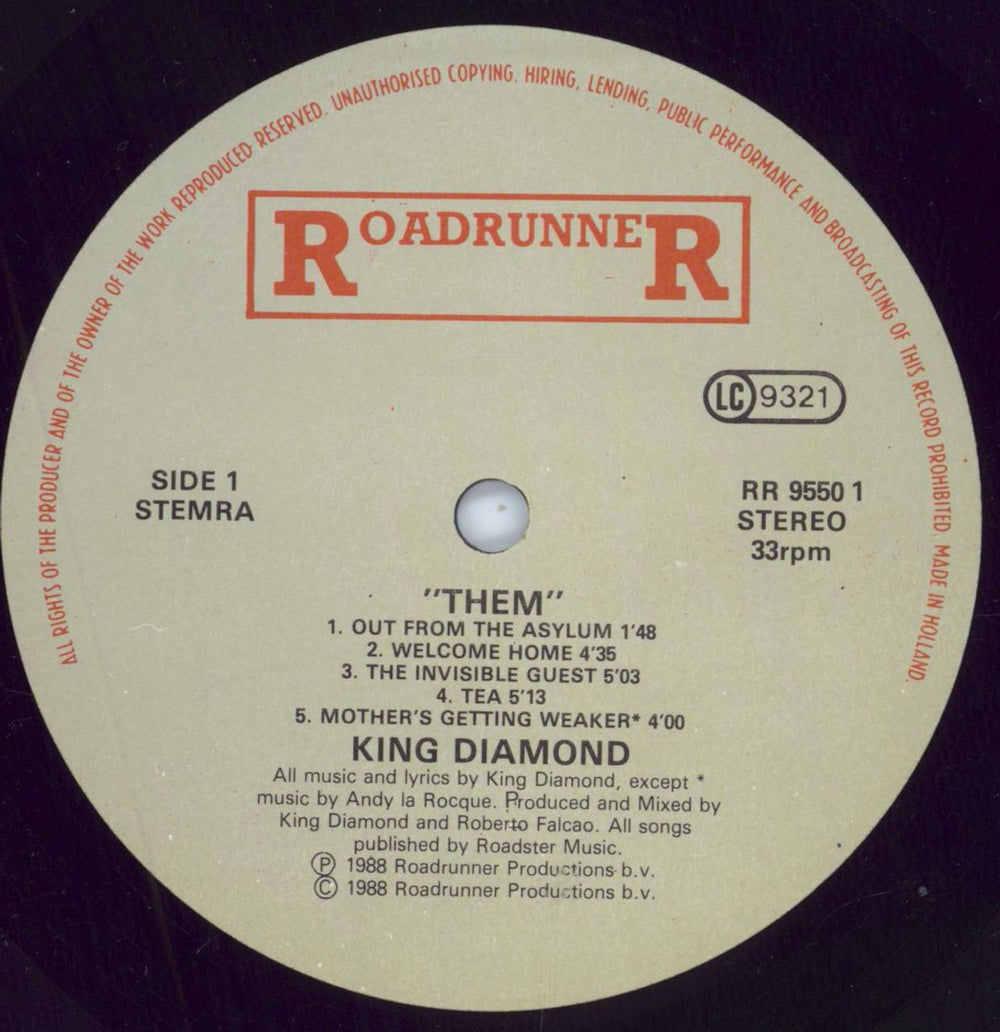 ALL RIGHTS OF THE PRODUCER AND OF THE OWNER OF THE WORK REPRODUCED RESERVED. UNAUTHORISED COPYING. HIRING, LENDING, PUBLIC PERFORMANCE AND BROADCASTING OF THIS RECORD PROHIBITED. MADE IN HOLLAND.
ROADRUNNER
LC 9321
SIDE 1
STEMRA
RR 9550 1
STEREO
33rpm
"THEM"
1. OUT FROM THE ASYLUM 1'48
2. WELCOME HOME 4'35
3. THE INVISIBLE GUEST 5'03
4. TEA 5'13
5. MOTHER'S GETTING WEAKER* 4'00
KING DIAMOND
All music and lyrics by King Diamond, except *
music by Andy la Rocque. Produced and Mixed by
King Diamond and Roberto Falcao. All songs
published by Roadster Music.
Ⓟ 1988 Roadrunner Productions b.v.
© 1988 Roadrunner Productions b.v.